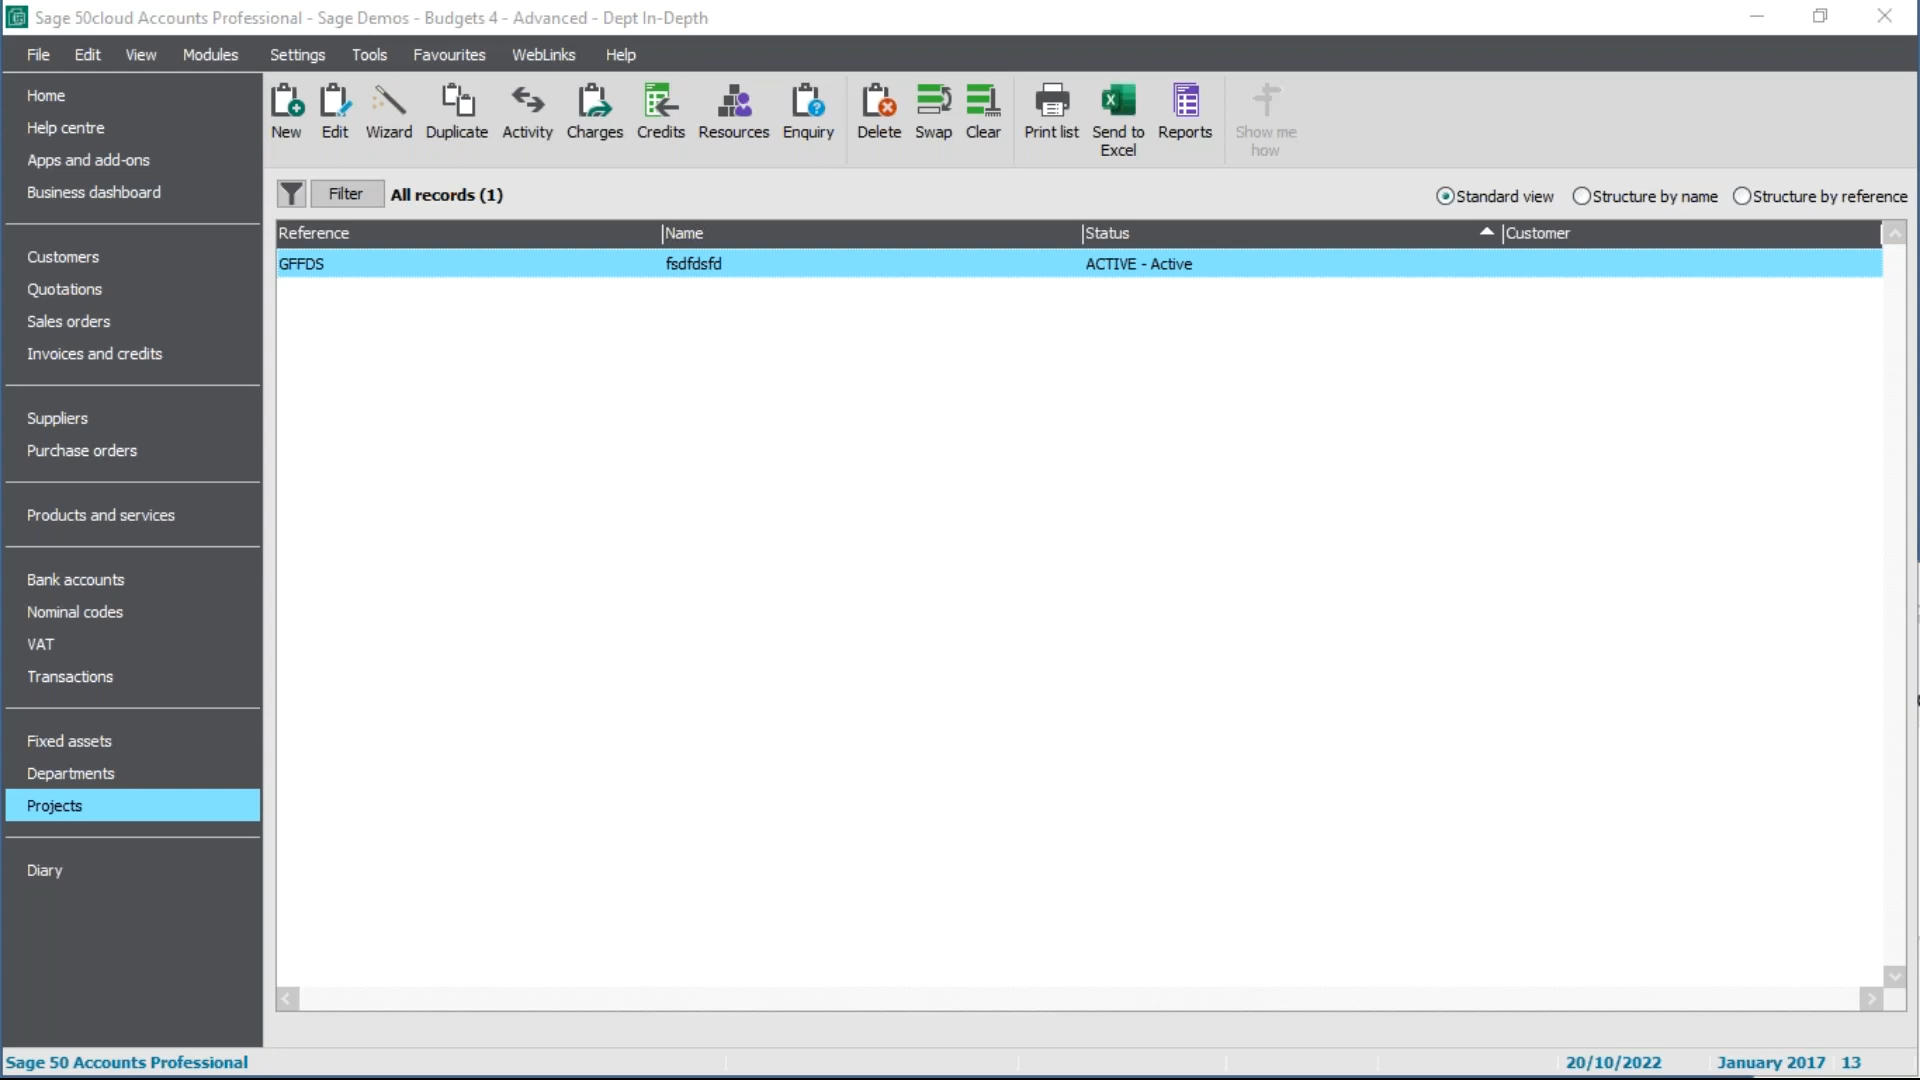 Sage 50cloud Accounts Professional - Sage Demos - Budgets 4 - Advanced - Dept In-Depth
File Edit View Modules Settings Tools Favourites WebLinks Help
Home
Help centre
Apps and add-ons
Business dashboard
Customers
Quotations
Sales orders
Invoices and credits
Suppliers
Purchase orders
Products and services
Bank accounts
Nominal codes
VAT
Transactions
Fixed assets
Departments
Projects
Diary
New Edit Wizard Duplicate Activity Charges Credits Resources Enquiry Delete Swap Clear Print list Send to Excel Reports Show me how
Filter All records (1)
Standard view Structure by name Structure by reference
Reference Name Status Customer
GFFDS fsdfdsfd ACTIVE - Active
Sage 50 Accounts Professional 20/10/2022 January 2017 13